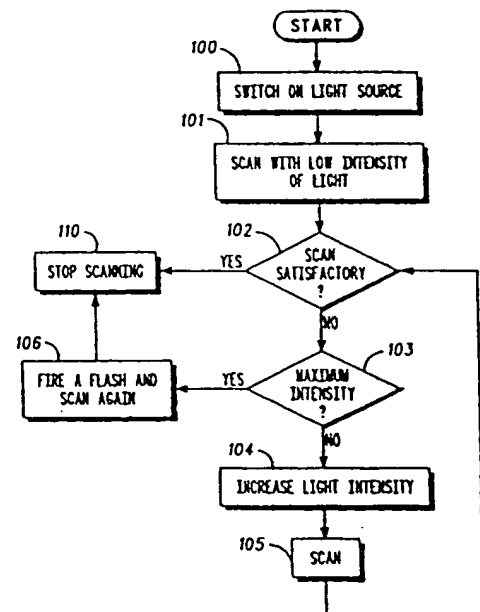 START
100
SWITCH ON LIGHT SOURCE
101
SCAN WITH LOW INTENSITY
OF LIGHT
102
SCAN
SATISFACTORY
?
YES
110
STOP SCANNING
NO
103
MAXIMUM
INTENSITY
?
YES
106
FIRE A FLASH AND
SCAN AGAIN
NO
104
INCREASE LIGHT INTENSITY
105
SCAN